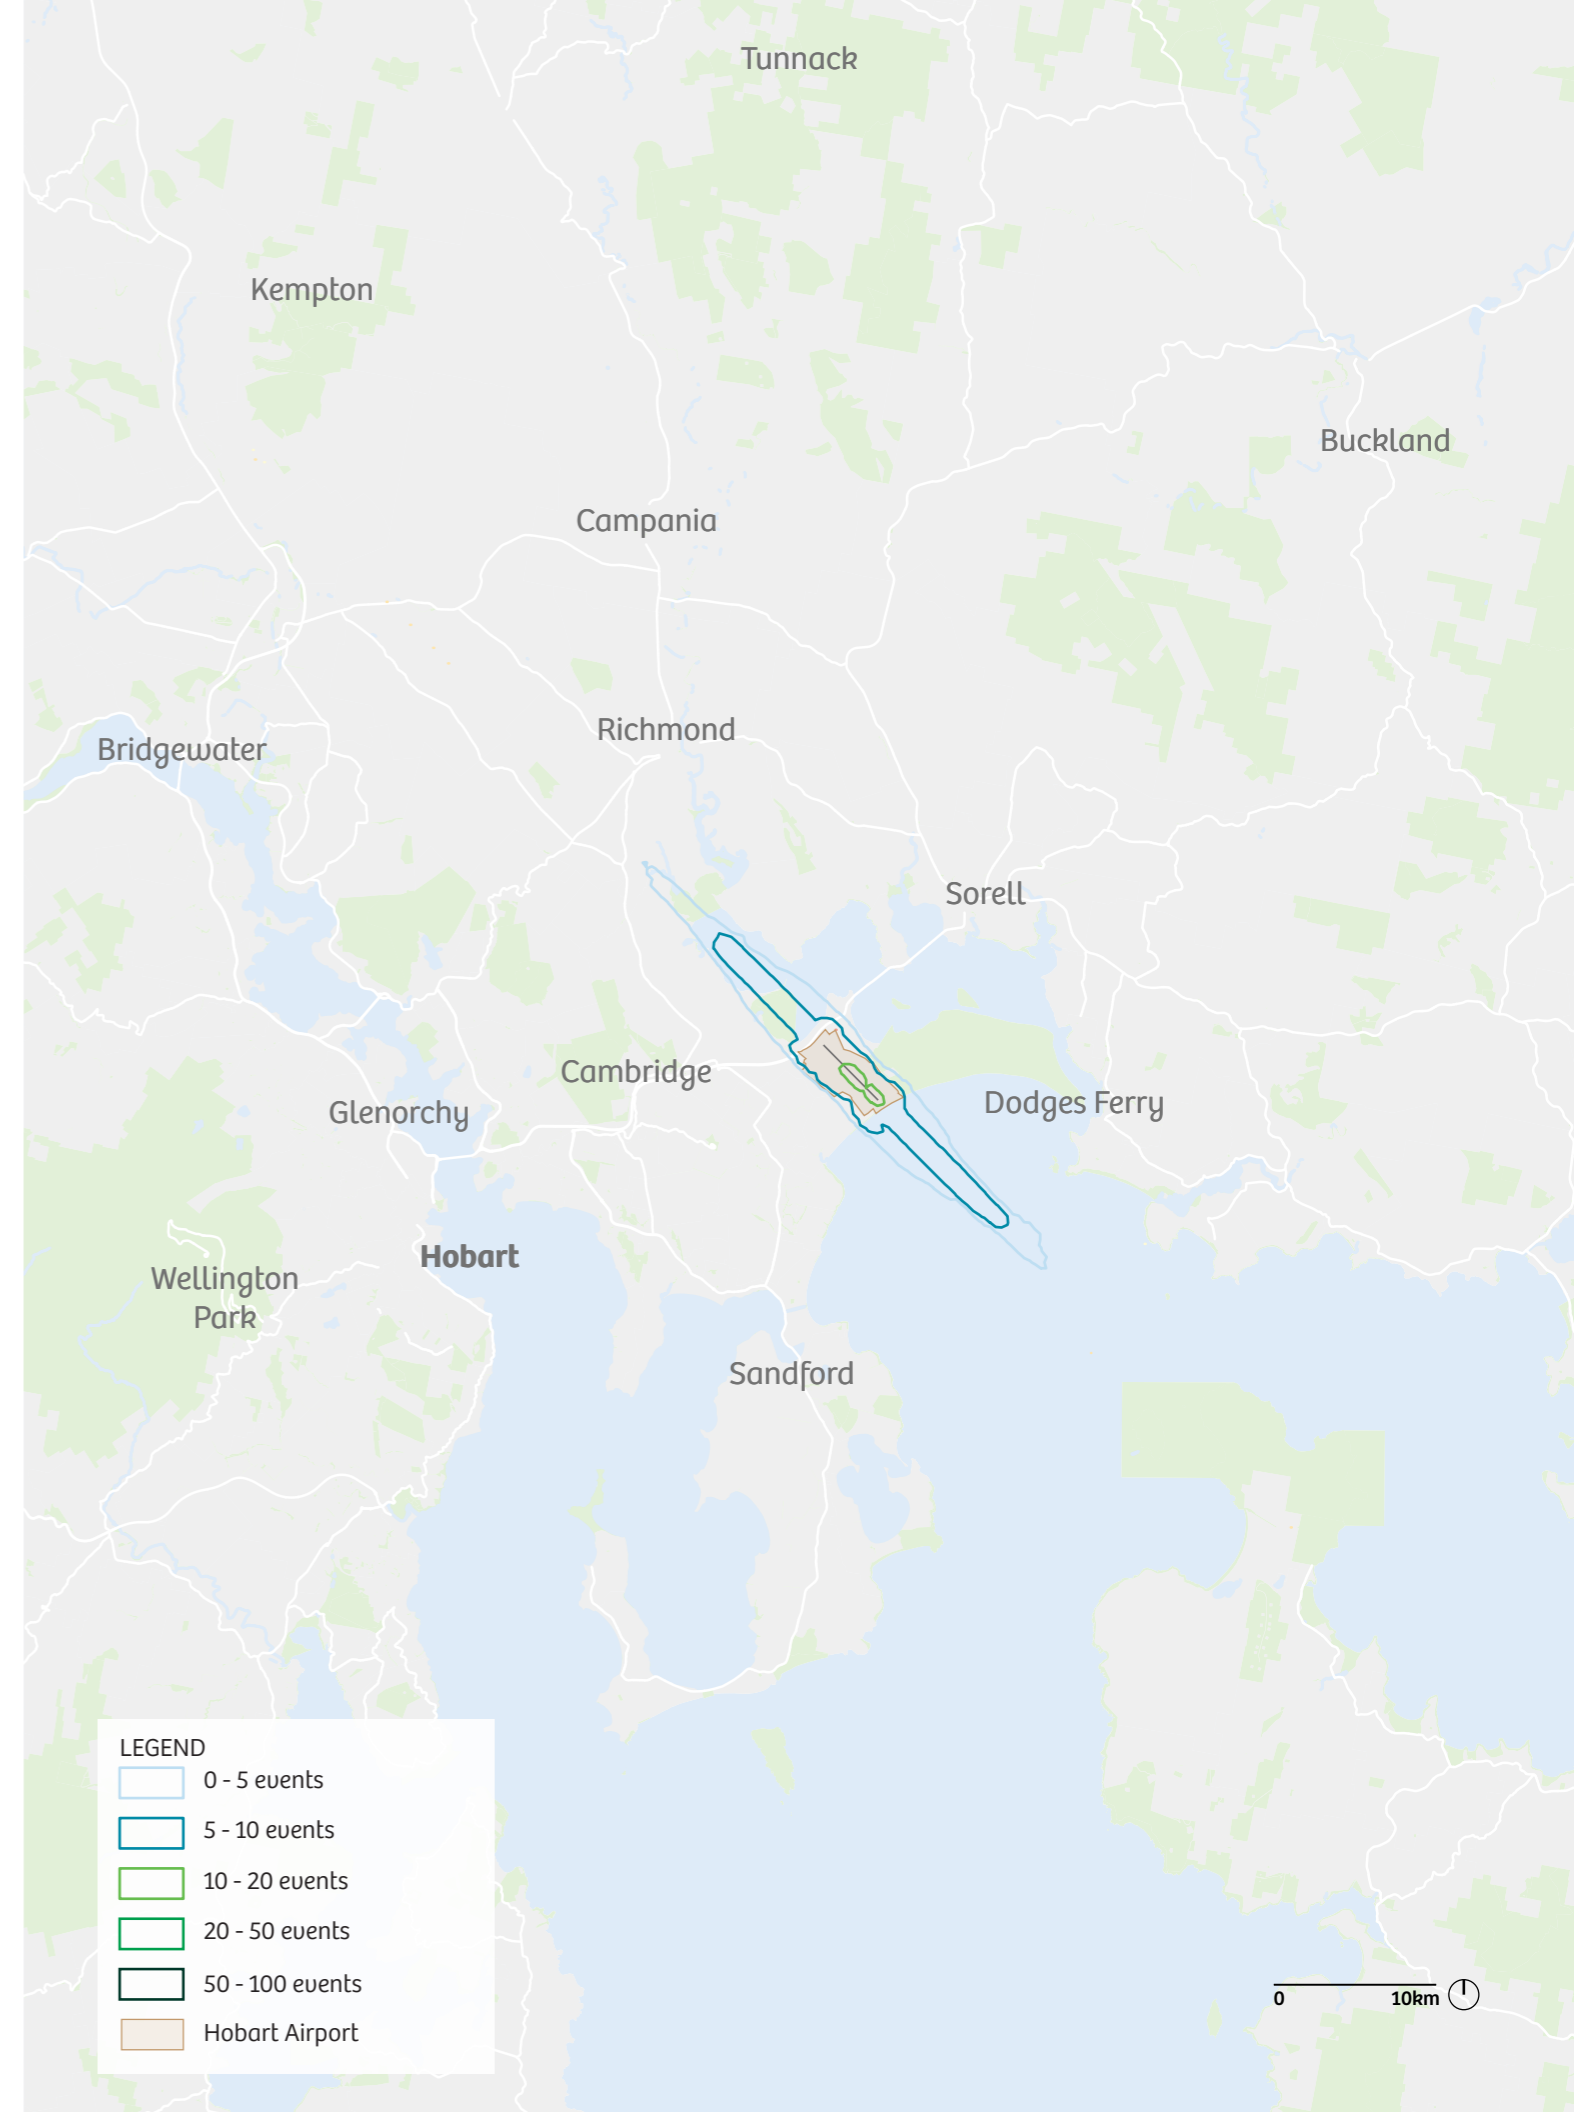 Tunnack
Kempton
Buckland
Campania
Richmond
Bridgewater
Sorell
Cambridge
Dodges Ferry
Glenorchy
Hobart
Wellington
Park
Sandford
LEGEND
0 - 5 events
5 - 10 events
10 - 20 events
20 - 50 events
50 - 100 events
Hobart Airport
0 10km